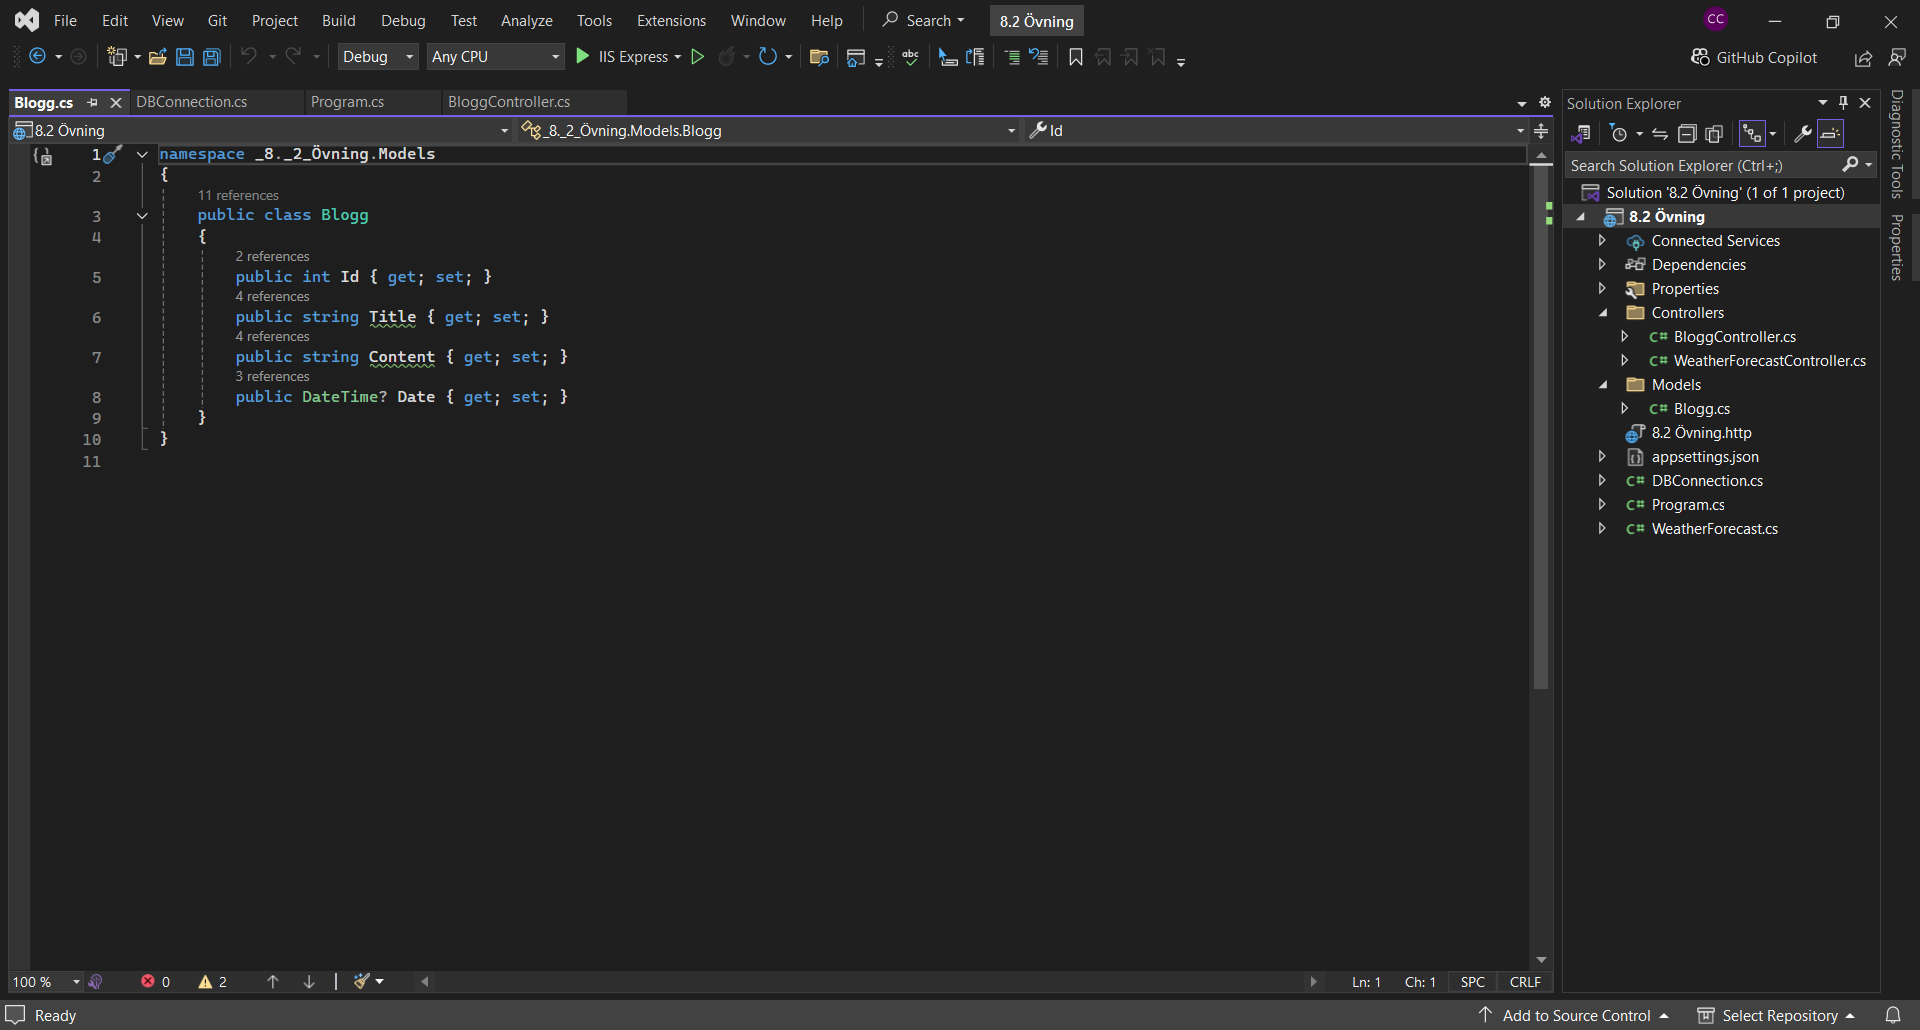 File Edit View Git Project Build Debug Test Analyze Tools Extensions Window Help Search 8.2 Övning CC
Debug Any CPU IIS Express abc GitHub Copilot
Blogg.cs DBConnection.cs Program.cs BloggController.cs
8.2 Övning _8._2_Övning.Models.Blogg Id
1 namespace _8._2_Övning.Models
2 {
11 references
3 public class Blogg
4 {
2 references
5 public int Id { get; set; }
4 references
6 public string Title { get; set; }
4 references
7 public string Content { get; set; }
3 references
8 public DateTime? Date { get; set; }
9 }
10 }
11
100 % 0 2 Ln: 1 Ch: 1 SPC CRLF
Solution Explorer
Search Solution Explorer (Ctrl+;)
Solution '8.2 Övning' (1 of 1 project)
8.2 Övning
Connected Services
Dependencies
Properties
Controllers
C# BloggController.cs
C# WeatherForecastController.cs
Models
C# Blogg.cs
8.2 Övning.http
appsettings.json
C# DBConnection.cs
C# Program.cs
C# WeatherForecast.cs
Diagnostic Tools
Properties
Ready Add to Source Control Select Repository